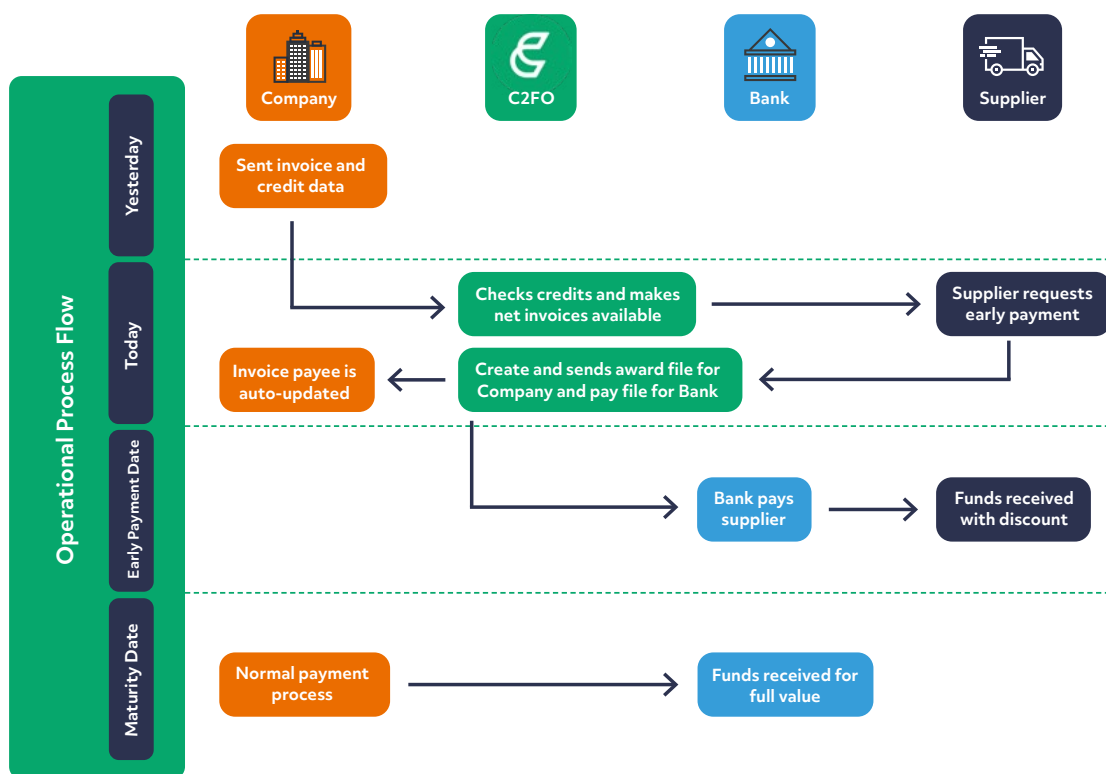 Company
C2FO
Bank
Supplier
Operational Process Flow
Yesterday
Sent invoice and
credit data
Today
Checks credits and makes
net invoices available
Supplier requests
early payment
Invoice payee is
auto-updated
Create and sends award file for
Company and pay file for Bank
Early Payment Date
Bank pays
supplier
Funds received
with discount
Maturity Date
Normal payment
process
Funds received for
full value